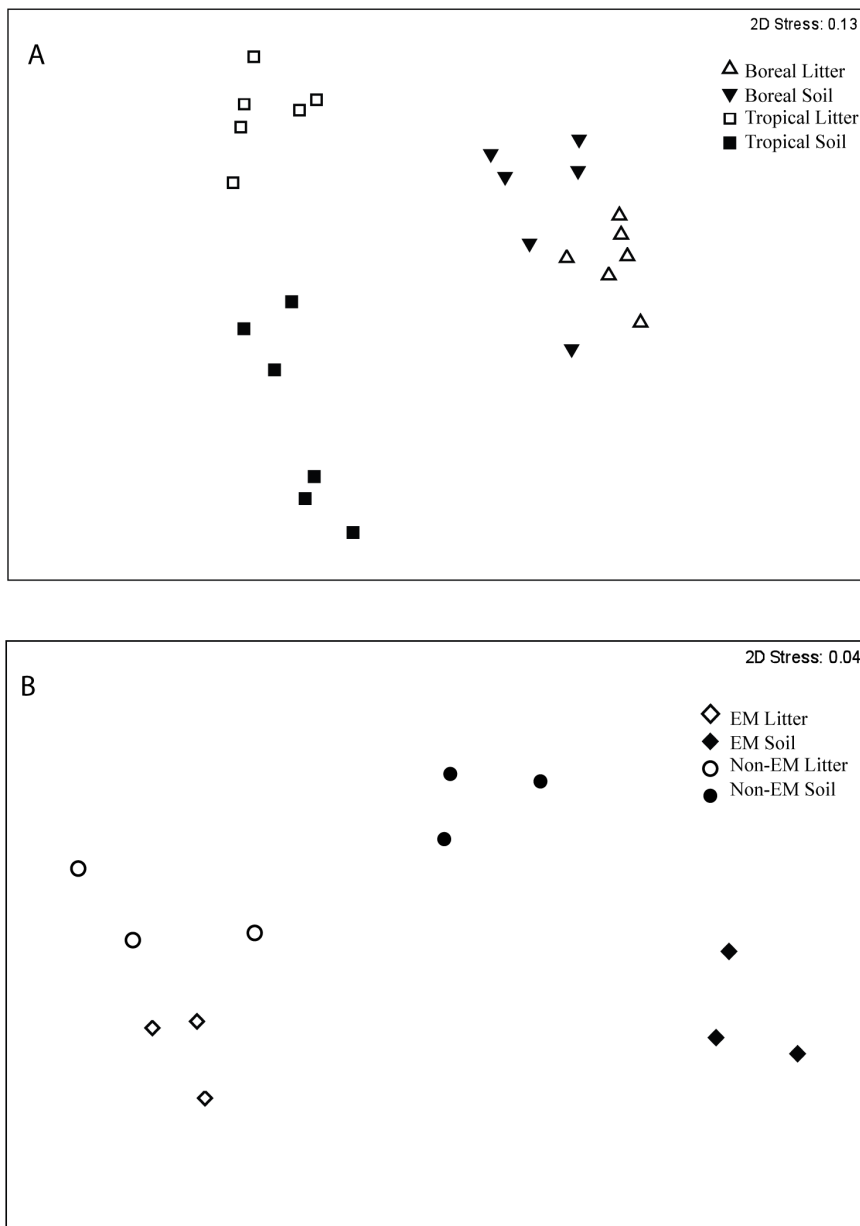 2D Stress: 0.13
A
Boreal Litter
Boreal Soil
Tropical Litter
Tropical Soil
2D Stress: 0.04
B
EM Litter
EM Soil
Non-EM Litter
Non-EM Soil